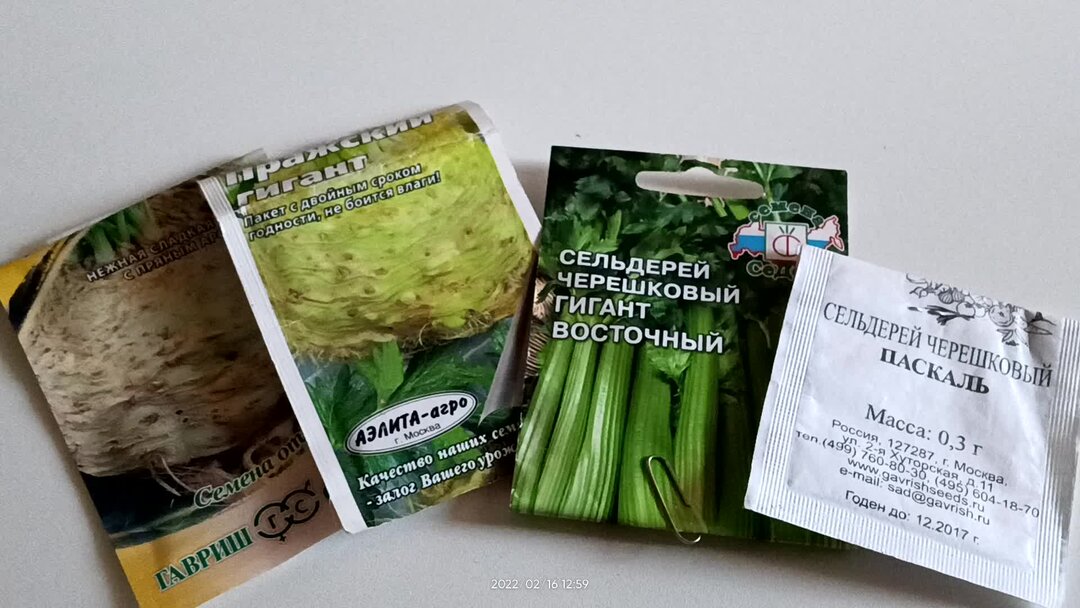 НЕЖНАЯ СЛАДКАЯ
С ПРЯНЫМ
Семена от
ГАВРИШ
Пражский
гигант
Пакет с двойным сроком
годности, не боится влаги!
АЭЛИТА-агро
г. Москва
Качество наших
- залог Вашего
семена
СЕЛЬДЕРЕЙ
ЧЕРЕШКОВЫЙ
ГИГАНТ
ВОСТОЧНЫЙ
СЕЛЬДЕРЕЙ ЧЕРЕШКОВЫЙ
ПАСКАЛЬ
Масса: 0,3 г
Россия, 127287, г. Москва,
ул. 2-я Хуторская, д.11
тел.(499) 760-80-30, (495) 604-18-70
www.gavrishseeds.ru
e-mail: sad@gavrish.ru
Годен до: 12.2017 г.
2022 02 16 12:59